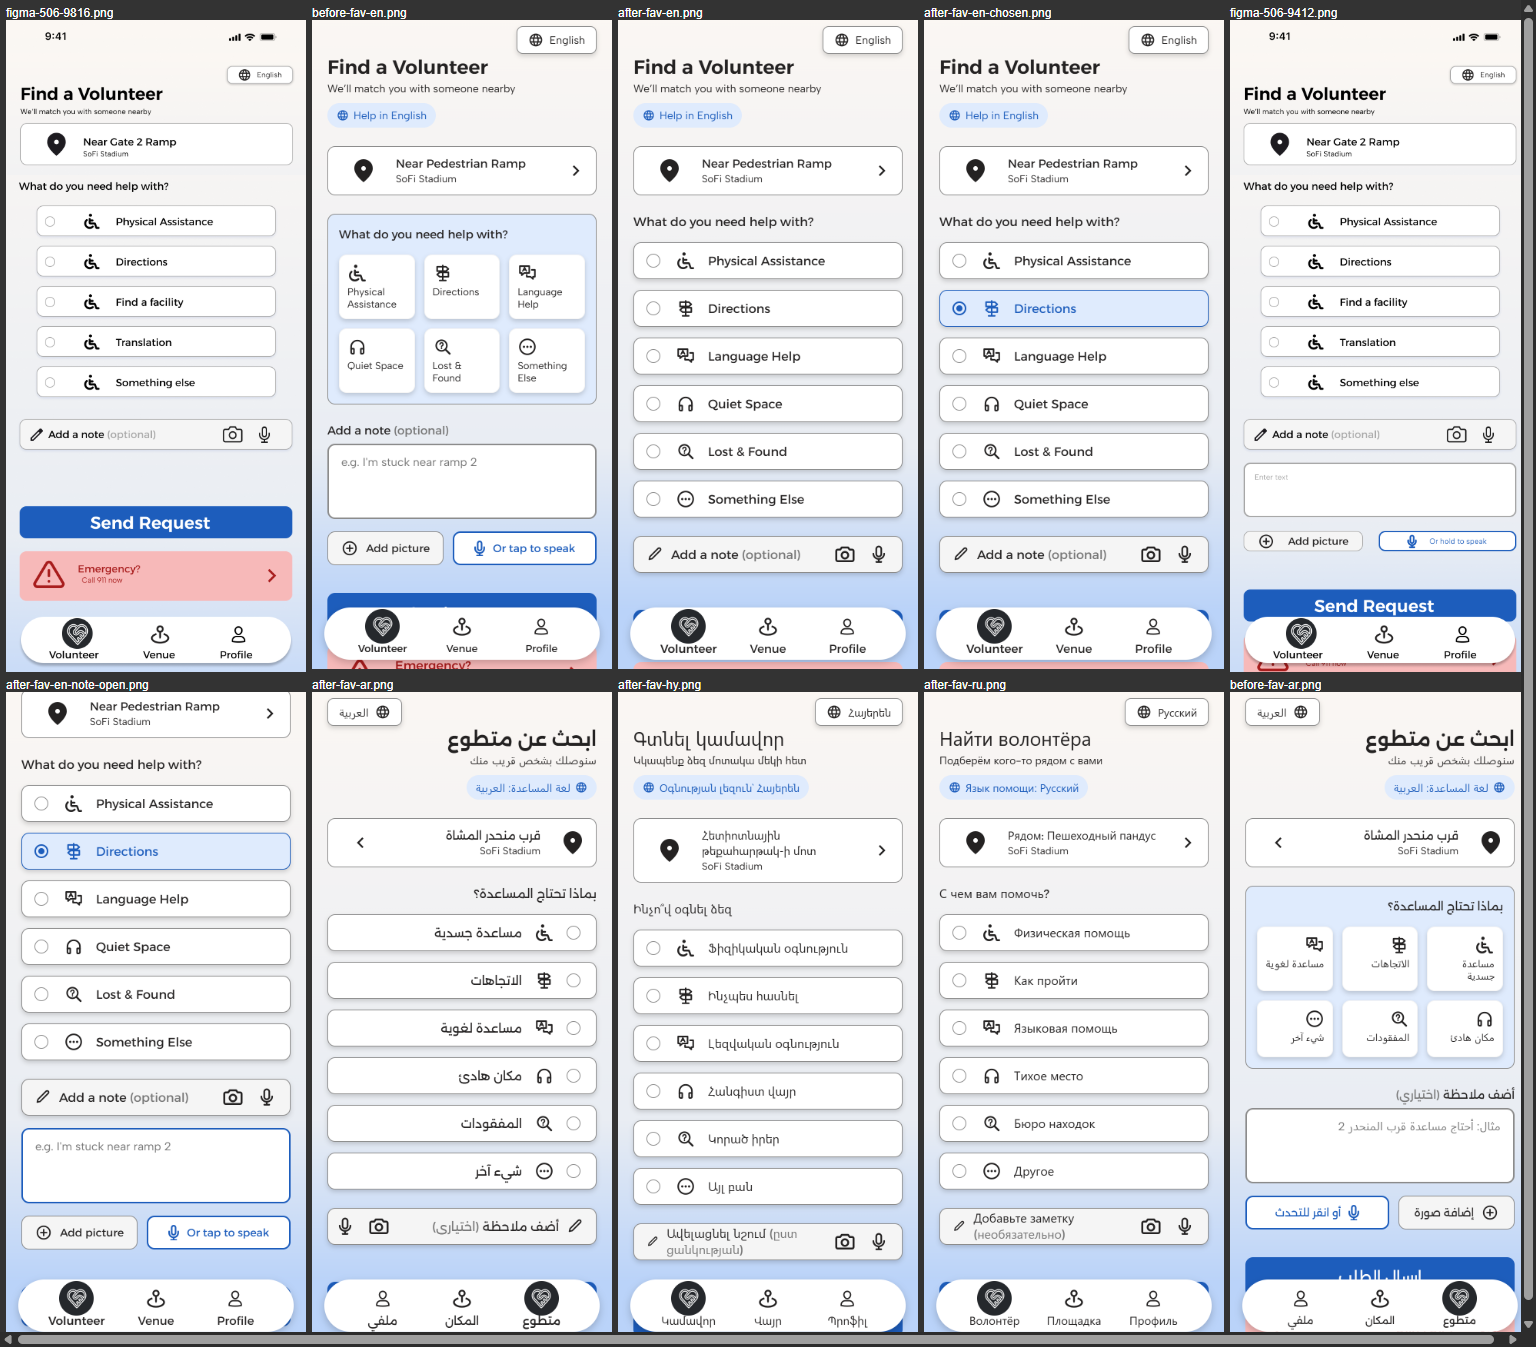 figma-506-9816.png
9:41
English
Find a Volunteer
We'll match you with someone nearby
Near Gate 2 Ramp
SoFi Stadium
What do you need help with?
Physical Assistance
Directions
Find a facility
Translation
Something else
Add a note (optional)
Send Request
Emergency?
Call 911 now
Volunteer
Venue
Profile
before-fav-en.png
English
Find a Volunteer
We'll match you with someone nearby
Help in English
Near Pedestrian Ramp
SoFi Stadium
What do you need help with?
Physical Assistance
Directions
Language Help
Quiet Space
Lost & Found
Something Else
Add a note (optional)
e.g. I'm stuck near ramp 2
Add picture
Or tap to speak
Volunteer
Venue
Profile
Emergency?
after-fav-en.png
English
Find a Volunteer
We'll match you with someone nearby
Help in English
Near Pedestrian Ramp
SoFi Stadium
What do you need help with?
Physical Assistance
Directions
Language Help
Quiet Space
Lost & Found
Something Else
Add a note (optional)
Volunteer
Venue
Profile
after-fav-en-chosen.png
English
Find a Volunteer
We'll match you with someone nearby
Help in English
Near Pedestrian Ramp
SoFi Stadium
What do you need help with?
Physical Assistance
Directions
Language Help
Quiet Space
Lost & Found
Something Else
Add a note (optional)
Volunteer
Venue
Profile
figma-506-9412.png
9:41
English
Find a Volunteer
We'll match you with someone nearby
Near Gate 2 Ramp
SoFi Stadium
What do you need help with?
Physical Assistance
Directions
Find a facility
Translation
Something else
Add a note (optional)
Enter text
Add picture
Or hold to speak
Send Request
Volunteer
Venue
Profile
Call 911 now
after-fav-en-note-open.png
Near Pedestrian Ramp
SoFi Stadium
What do you need help with?
Physical Assistance
Directions
Language Help
Quiet Space
Lost & Found
Something Else
Add a note (optional)
e.g. I'm stuck near ramp 2
Add picture
Or tap to speak
Volunteer
Venue
Profile
after-fav-ar.png
العربية
ابحث عن متطوع
سنوصلك بشخص قريب منك
لغة المساعدة: العربية
قرب منحدر المشاة
SoFi Stadium
بماذا تحتاج المساعدة؟
مساعدة جسدية
الاتجاهات
مساعدة لغوية
مكان هادئ
المفقودات
شيء آخر
أضف ملاحظة (اختياري)
متطوع
المكان
ملفي
after-fav-hy.png
Հայերեն
Գտնել կամավոր
Կկապենք ձեզ մոտակա մեկի հետ
Օգնության լեզուն՝ Հայերեն
Հետիոտնային
թեքահարթակ-ի մոտ
SoFi Stadium
Ինչո՞վ օգնել ձեզ
Ֆիզիկական օգնություն
Ինչպես հասնել
Լեզվական օգնություն
Հանգիստ վայր
Կորած իրեր
Այլ բան
Ավելացնել նշում (ըստ
ցանկության)
Կամավոր
Վայր
Պրոֆիլ
after-fav-ru.png
Русский
Найти волонтёра
Подберём кого-то рядом с вами
Язык помощи: Русский
Рядом: Пешеходный пандус
SoFi Stadium
С чем вам помочь?
Физическая помощь
Как пройти
Языковая помощь
Тихое место
Бюро находок
Другое
Добавьте заметку
(необязательно)
Волонтёр
Площадка
Профиль
before-fav-ar.png
العربية
ابحث عن متطوع
سنوصلك بشخص قريب منك
لغة المساعدة: العربية
قرب منحدر المشاة
SoFi Stadium
بماذا تحتاج المساعدة؟
مساعدة جسدية
الاتجاهات
مساعدة لغوية
مكان هادئ
المفقودات
شيء آخر
أضف ملاحظة (اختياري)
مثال: أحتاج مساعدة قرب المنحدر 2
إضافة صورة
أو انقر للتحدث
إرسال الطلب
متطوع
المكان
ملفي